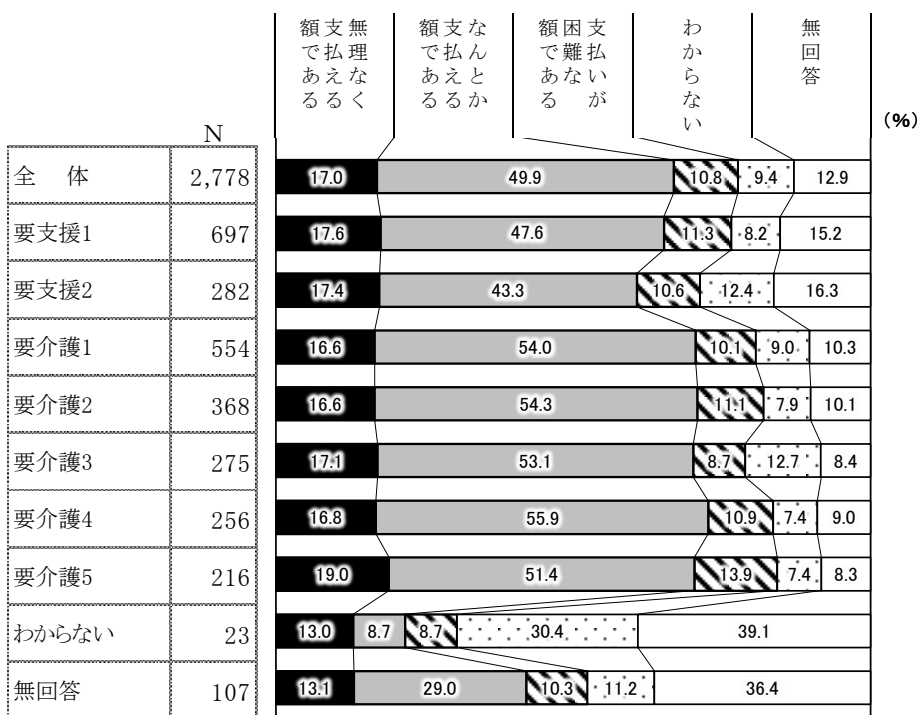 無理なく支払える額である
なんとか支払える額である
支払いが困難な額である
わからない
無回答
(%)
N
全 体 2,778 17.0 49.9 10.8 9.4 12.9
要支援1 697 17.6 47.6 11.3 8.2 15.2
要支援2 282 17.4 43.3 10.6 12.4 16.3
要介護1 554 16.6 54.0 10.1 9.0 10.3
要介護2 368 16.6 54.3 11.1 7.9 10.1
要介護3 275 17.1 53.1 8.7 12.7 8.4
要介護4 256 16.8 55.9 10.9 7.4 9.0
要介護5 216 19.0 51.4 13.9 7.4 8.3
わからない 23 13.0 8.7 8.7 30.4 39.1
無回答 107 13.1 29.0 10.3 11.2 36.4